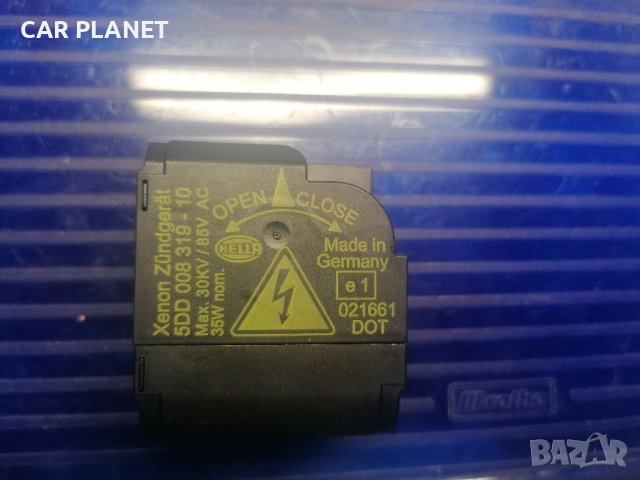 CAR PLANET
Xenon Zündgerät
5DD 008 319 - 10
Max. 30KV / 85V AC
35W nom.
OPEN CLOSE
HELLA
Made in
Germany
e 1
021661
DOT
BAZAR